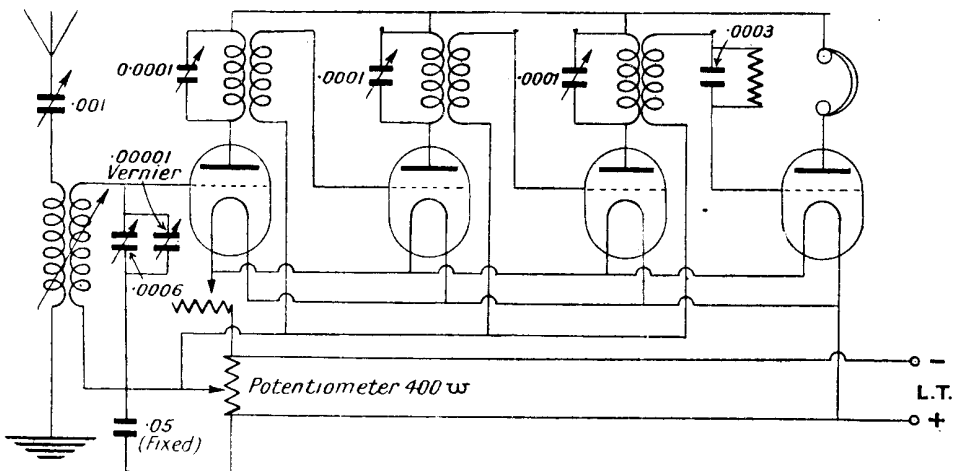 .0003
0.0001
.0001
.0001
.001
.00001
Vernier
.0006
Potentiometer 400 ω
.05
(Fixed)
−
L.T.
+